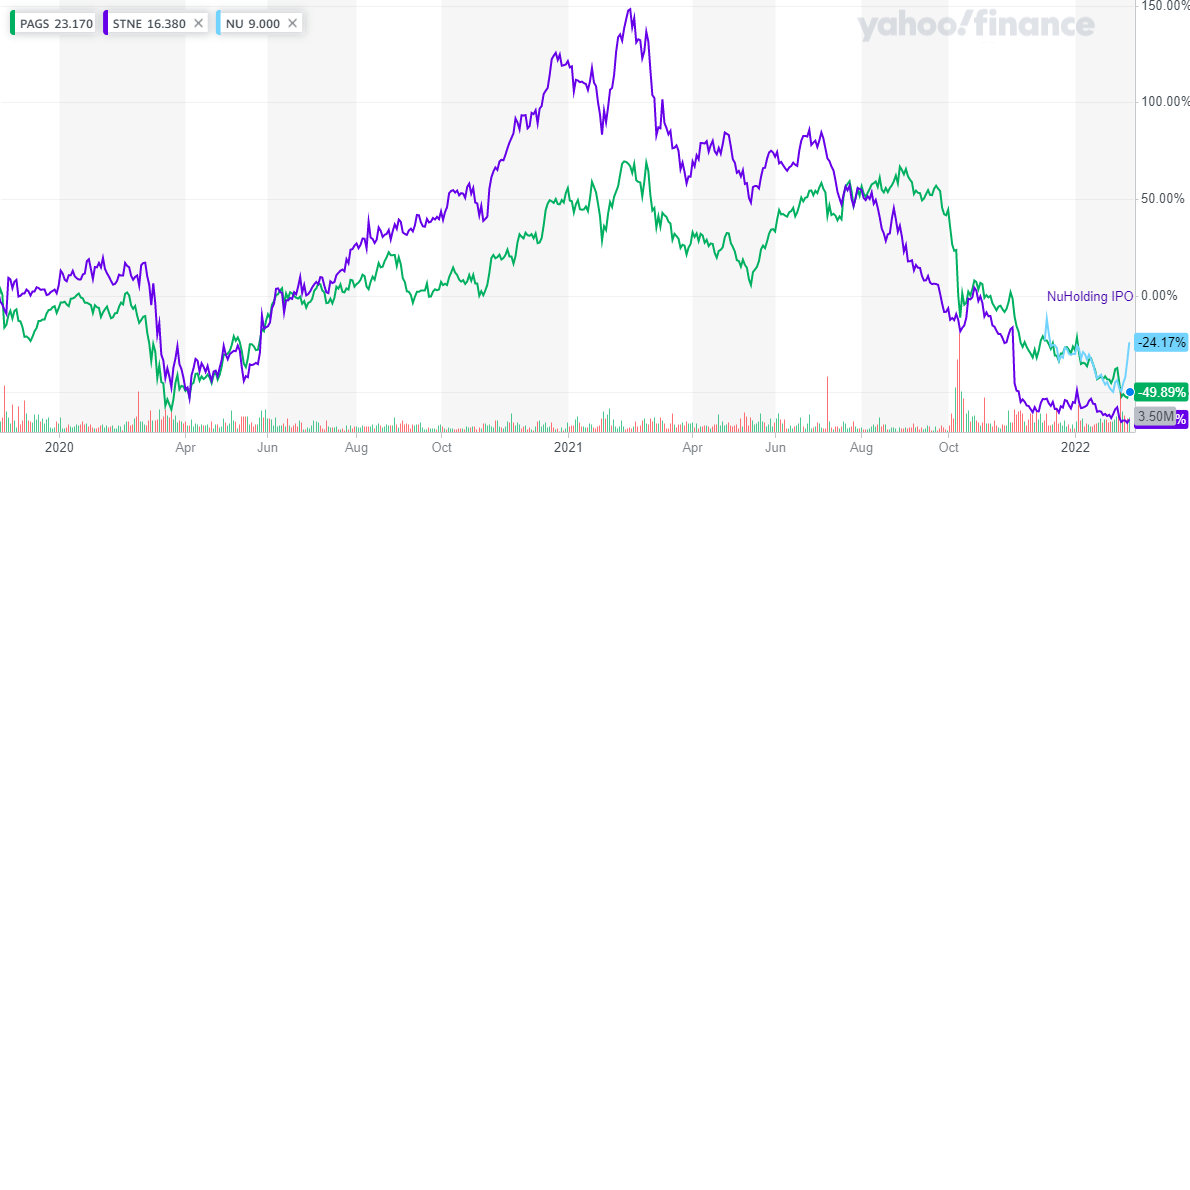 PAGS 23.170 STNE 16.380 NU 9.000
yahoo!finance
150.00%
100.00%
50.00%
NuHolding IPO 0.00%
-24.17%
-49.89%
3.50M %
2020 Apr Jun Aug Oct 2021 Apr Jun Aug Oct 2022